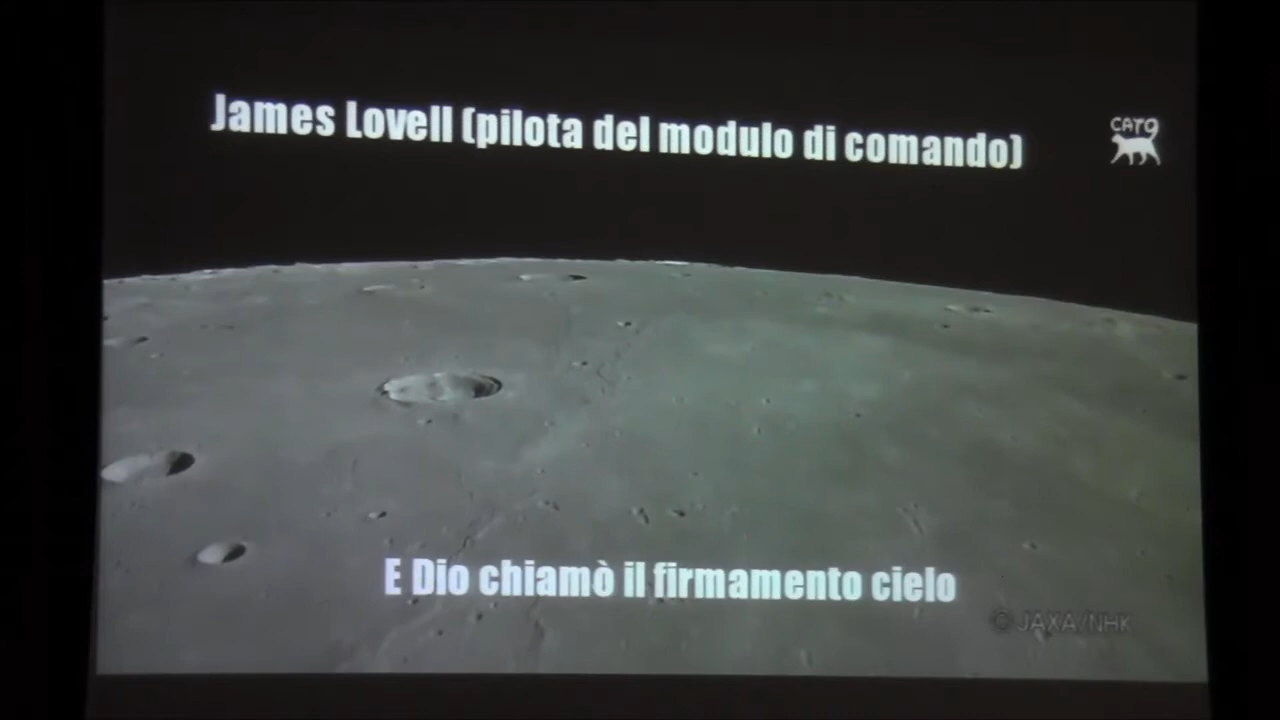 James Lovell (pilota del modulo di comando)
CATO
E Dio chiamò il firmamento cielo
© JAXA/NHK